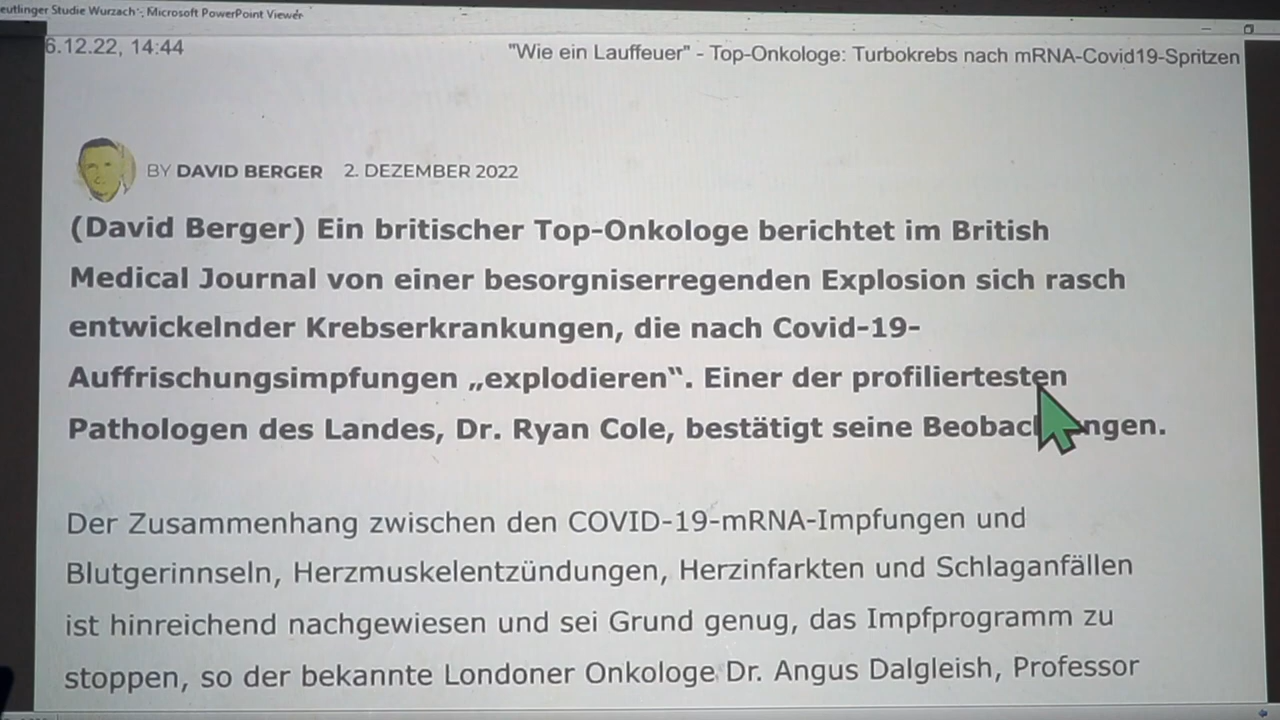 eutlinger Studie Wurzach - Microsoft PowerPoint Viewer
6.12.22, 14:44
"Wie ein Lauffeuer" - Top-Onkologe: Turbokrebs nach mRNA-Covid19-Spritzen
BY DAVID BERGER 2. DEZEMBER 2022
(David Berger) Ein britischer Top-Onkologe berichtet im British
Medical Journal von einer besorgniserregenden Explosion sich rasch
entwickelnder Krebserkrankungen, die nach Covid-19-
Auffrischungsimpfungen „explodieren“. Einer der profiliertesten
Pathologen des Landes, Dr. Ryan Cole, bestätigt seine
Der Zusammenhang zwischen den COVID-19-mRNA-Impfungen und
Blutgerinnseln, Herzmuskelentzündungen, Herzinfarkten und Schlaganfällen
ist hinreichend nachgewiesen und sei Grund genug, das Impfprogramm zu
stoppen, so der bekannte Londoner Onkologe Dr. Angus Dalgleish, Professor